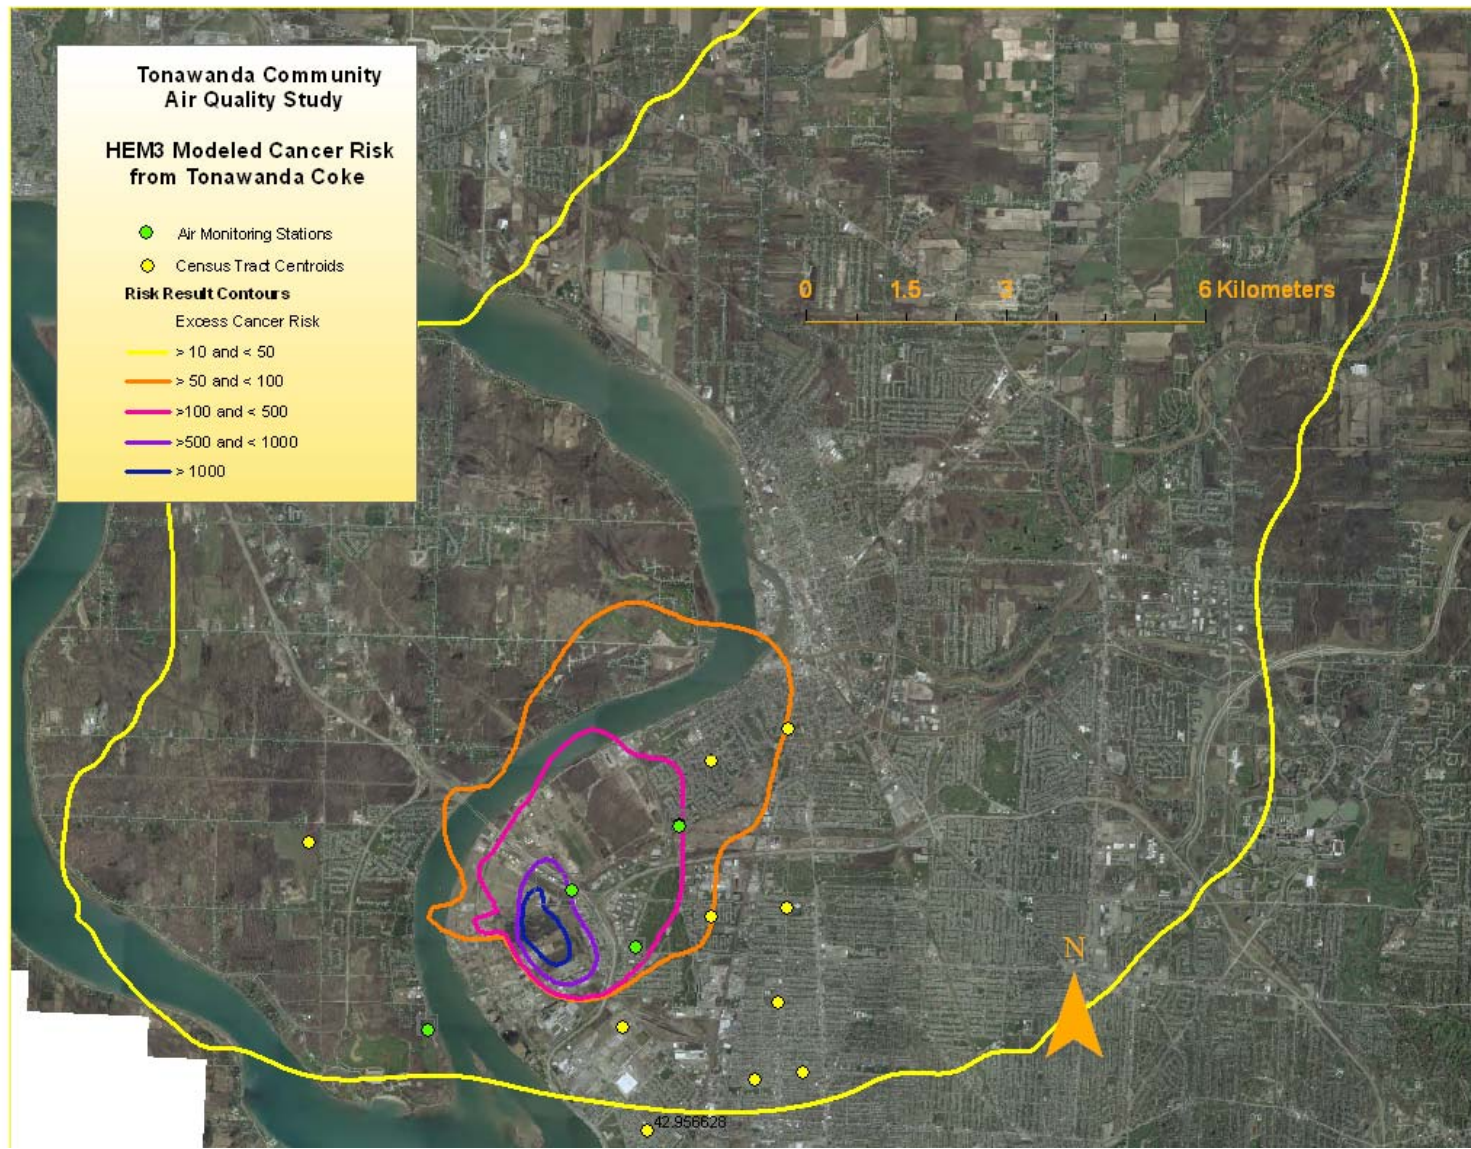 Tonawanda Community
Air Quality Study
HEM3 Modeled Cancer Risk
from Tonawanda Coke
Air Monitoring Stations
Census Tract Centroids
Risk Result Contours
Excess Cancer Risk
> 10 and < 50
> 50 and < 100
>100 and < 500
>500 and < 1000
> 1000
0 1.5 3 6 Kilometers
N
42.956628